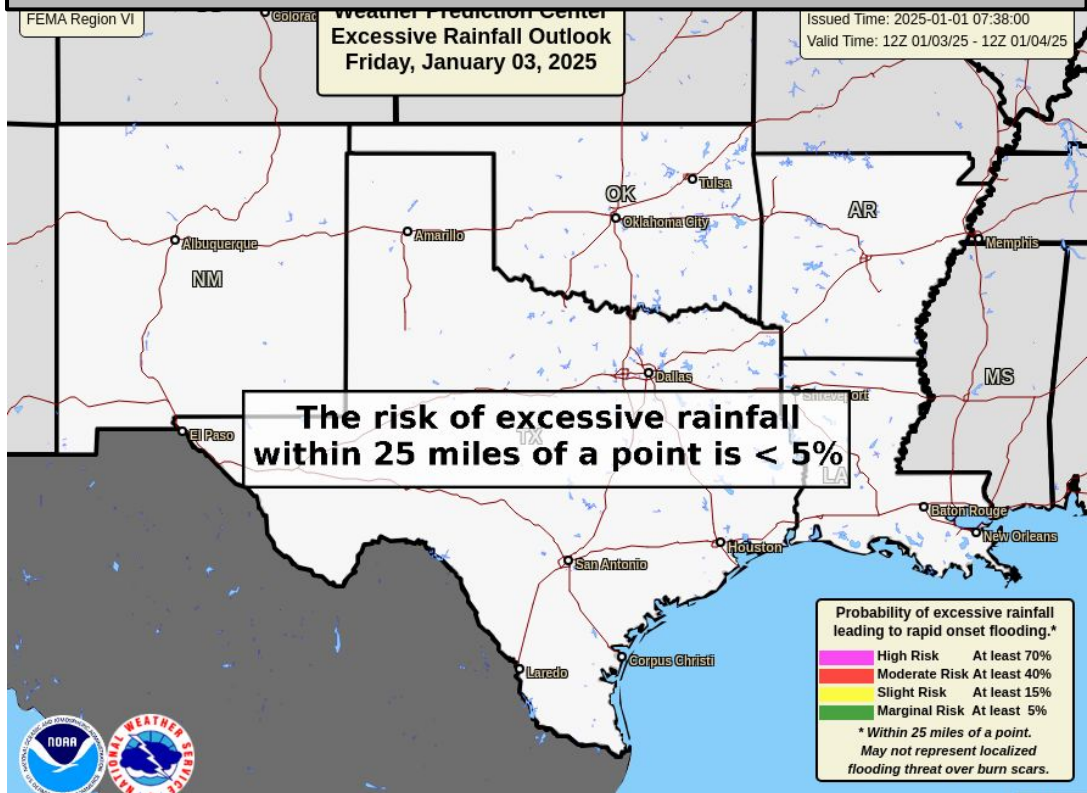 FEMA Region VI
Weather Prediction Center
Excessive Rainfall Outlook
Friday, January 03, 2025
Issued Time: 2025-01-01 07:38:00
Valid Time: 12Z 01/03/25 - 12Z 01/04/25
Colorad
Tulsa
OK
Oklahoma City
AR
Albuquerque
Amarillo
Memphis
NM
Dallas
MS
Shreveport
The risk of excessive rainfall
within 25 miles of a point is < 5%
TX
El Paso
LA
Baton Rouge
New Orleans
Houston
San Antonio
Corpus Christi
Laredo
Probability of excessive rainfall
leading to rapid onset flooding.*
High Risk At least 70%
Moderate Risk At least 40%
Slight Risk At least 15%
Marginal Risk At least 5%
* Within 25 miles of a point.
May not represent localized
flooding threat over burn scars.
NOAA
NATIONAL WEATHER SERVICE